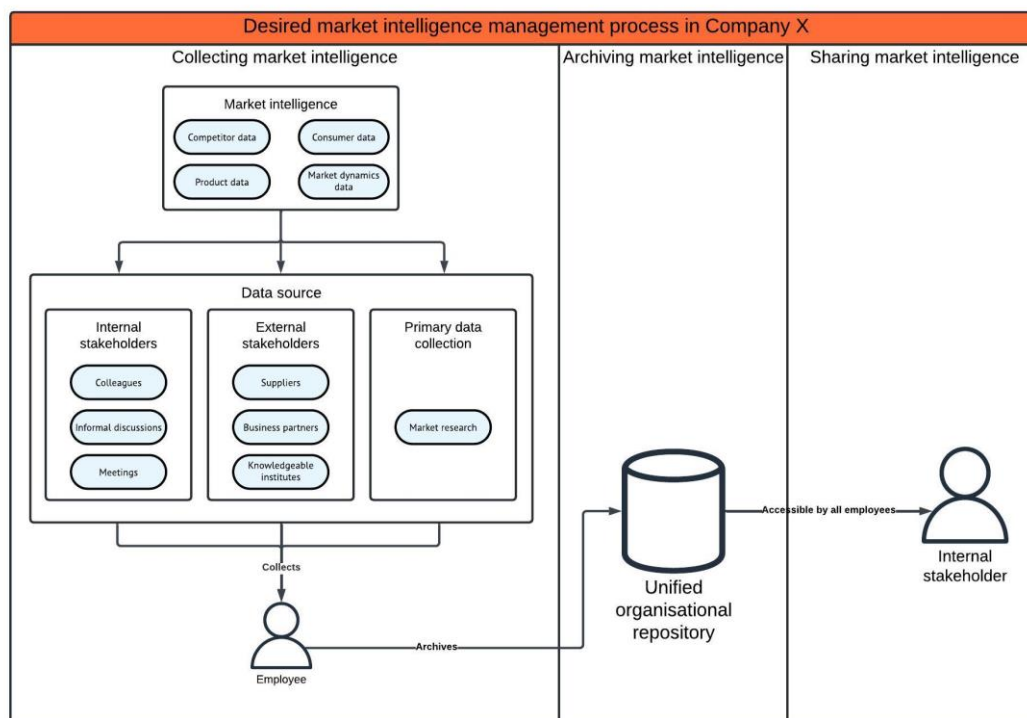 Desired market intelligence management process in Company X
Collecting market intelligence
Archiving market intelligence
Sharing market intelligence
Market intelligence
Competitor data
Consumer data
Product data
Market dynamics
data
Data source
Internal
stakeholders
External
stakeholders
Primary data
collection
Colleagues
Suppliers
Informal discussions
Business partners
Market research
Meetings
Knowledgeable
institutes
Collects
Employee
Archives
Unified
organisational
repository
Accessible by all employees
Internal
stakeholder